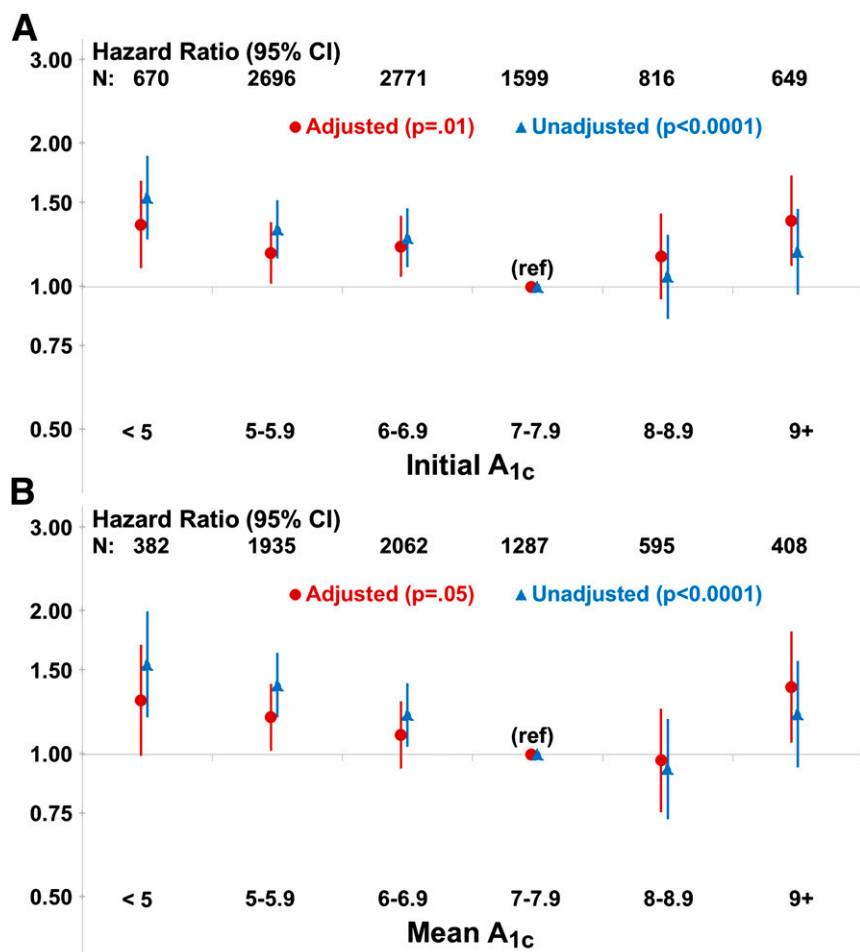 A
Hazard Ratio (95% CI)
3.00
N: 670 2696 2771 1599 816 649
Adjusted (p=.01) Unadjusted (p<0.0001)
2.00
1.50
(ref)
1.00
0.75
0.50
< 5 5-5.9 6-6.9 7-7.9 8-8.9 9+
Initial A1c
B
Hazard Ratio (95% CI)
3.00
N: 382 1935 2062 1287 595 408
Adjusted (p=.05) Unadjusted (p<0.0001)
2.00
1.50
(ref)
1.00
0.75
0.50
< 5 5-5.9 6-6.9 7-7.9 8-8.9 9+
Mean A1c